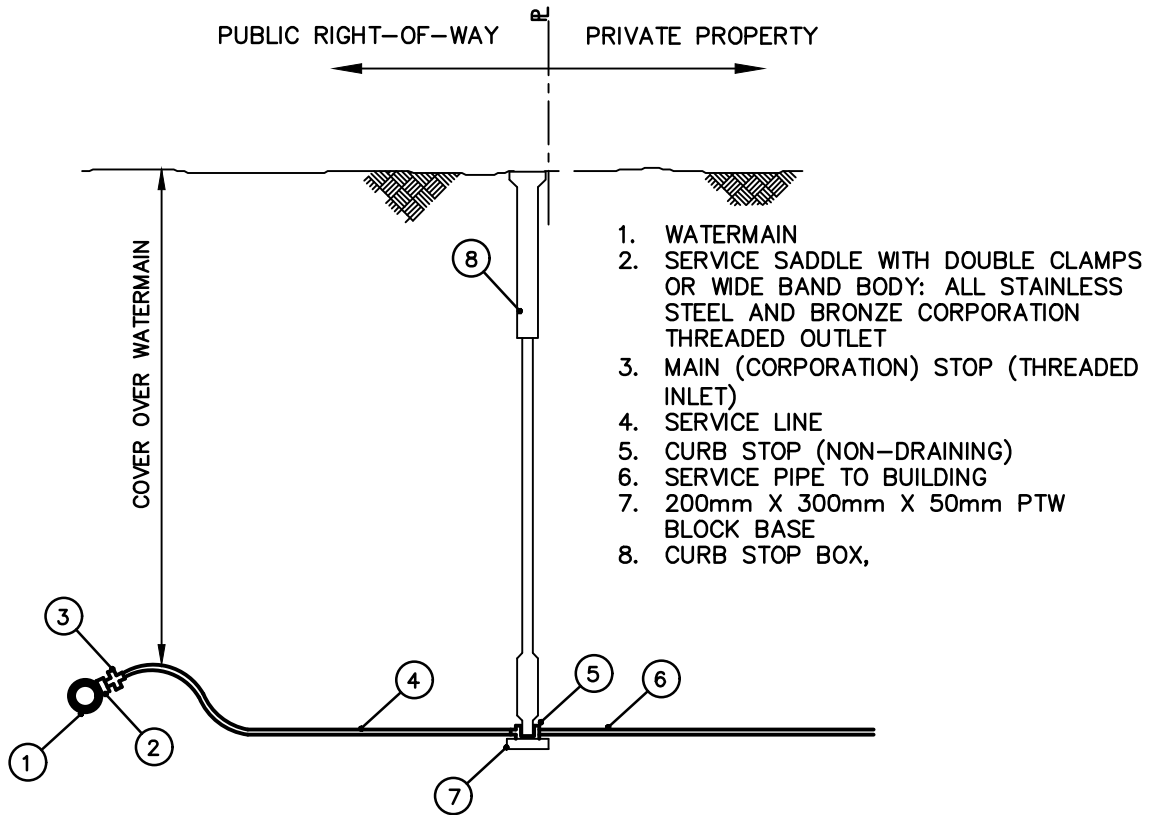 PL
PUBLIC RIGHT-OF-WAY
PRIVATE PROPERTY
COVER OVER WATERMAIN
1. WATERMAIN
2. SERVICE SADDLE WITH DOUBLE CLAMPS
OR WIDE BAND BODY: ALL STAINLESS
STEEL AND BRONZE CORPORATION
THREADED OUTLET
3. MAIN (CORPORATION) STOP (THREADED
INLET)
4. SERVICE LINE
5. CURB STOP (NON-DRAINING)
6. SERVICE PIPE TO BUILDING
7. 200mm X 300mm X 50mm PTW
BLOCK BASE
8. CURB STOP BOX,
8
3
5
4
6
2
1
7